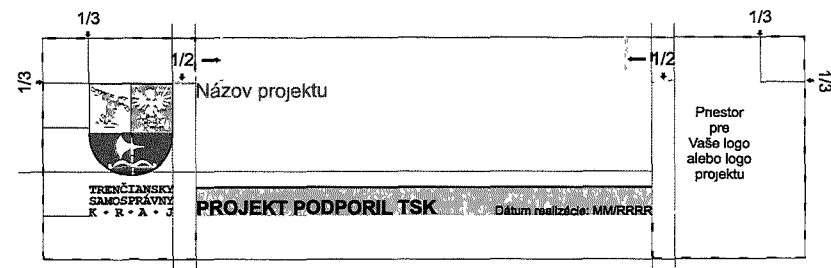 1/3
1/3
1/2
1/2
1/3
1/3
Názov projektu
Priestor
pre
Vaše logo
alebo logo
projektu
TRENČIANSKY
SAMOSPRÁVNY
K • R • A • J
PROJEKT PODPORIL TSK
Dátum realizácie: MM/RRRR